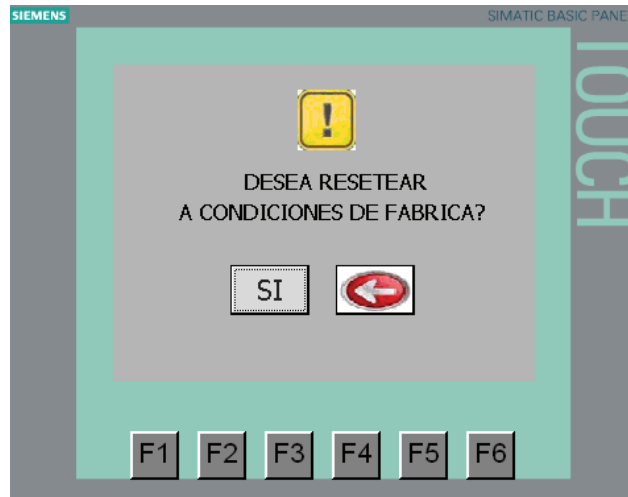 SIEMENS
SIMATIC BASIC PANE
TOUCH
!
DESEA RESETEAR
A CONDICIONES DE FABRICA?
SI
F1 F2 F3 F4 F5 F6